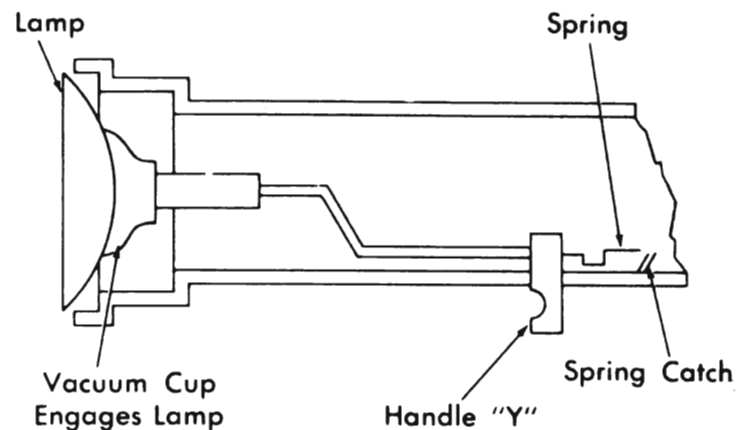 Lamp
Spring
Vacuum Cup
Engages Lamp
Handle "Y"
Spring Catch